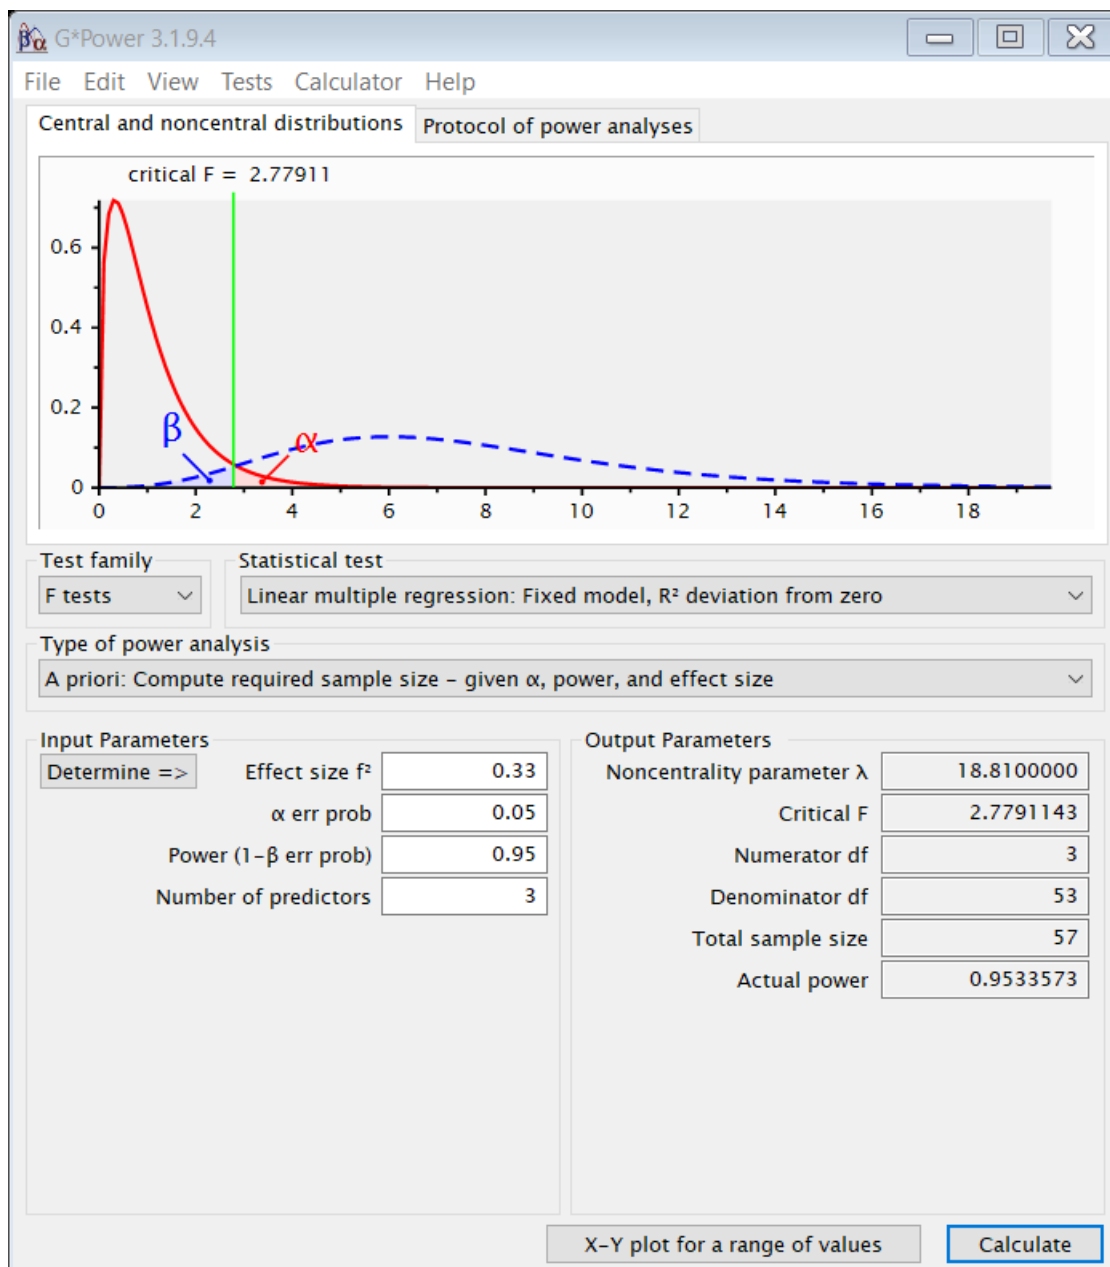 G*Power 3.1.9.4
File Edit View Tests Calculator Help
Central and noncentral distributions Protocol of power analyses
critical F = 2.77911
0.6
0.4
0.2
0
β
α
0 2 4 6 8 10 12 14 16 18
Test family Statistical test
F tests Linear multiple regression: Fixed model, R² deviation from zero
Type of power analysis
A priori: Compute required sample size – given α, power, and effect size
Input Parameters Output Parameters
Determine => Effect size f² 0.33 Noncentrality parameter λ 18.8100000
α err prob 0.05 Critical F 2.7791143
Power (1-β err prob) 0.95 Numerator df 3
Number of predictors 3 Denominator df 53
Total sample size 57
Actual power 0.9533573
X-Y plot for a range of values Calculate